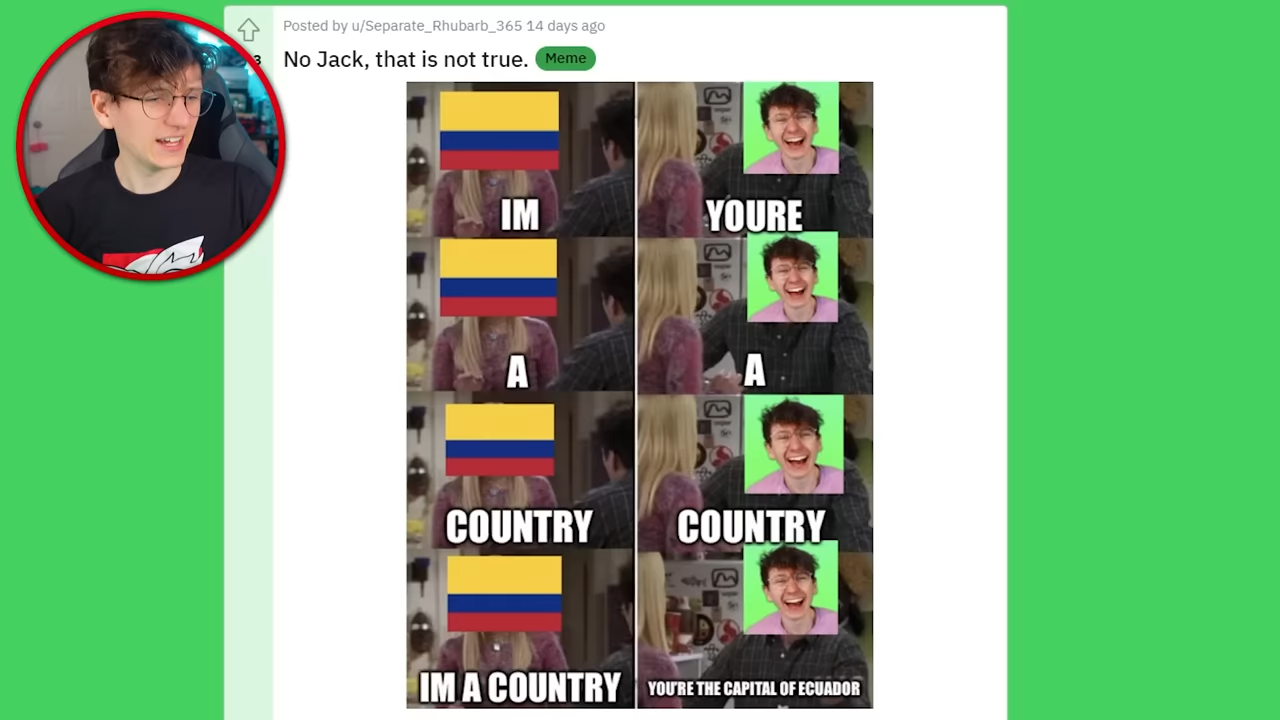 Posted by u/Separate_Rhubarb_365 14 days ago
3
No Jack, that is not true. Meme
IM
YOURE
A
A
COUNTRY
COUNTRY
IM A COUNTRY
YOU'RE THE CAPITAL OF ECUADOR